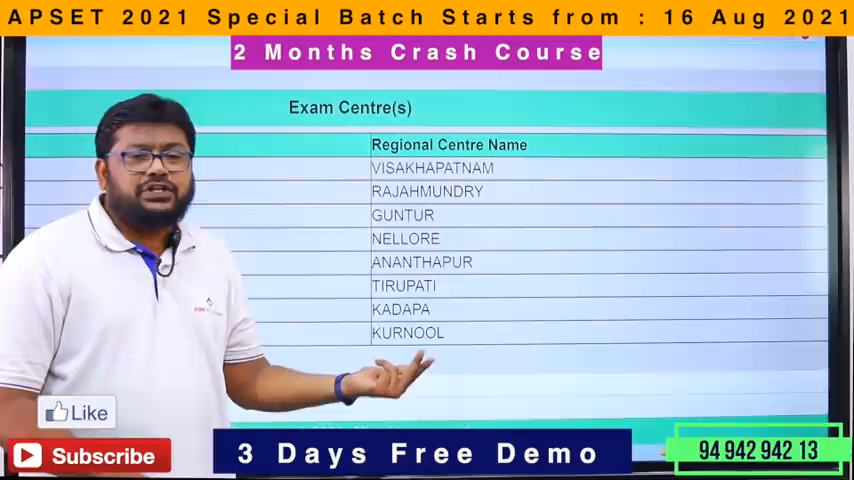 APSET 2021 Special Batch Starts from : 16 Aug 2021
2 Months Crash Course
Exam Centre(s)
Regional Centre Name
VISAKHAPATNAM
RAJAHMUNDRY
GUNTUR
NELLORE
ANANTHAPUR
TIRUPATI
KADAPA
KURNOOL
Like
Subscribe
3 Days Free Demo
94 942 942 13